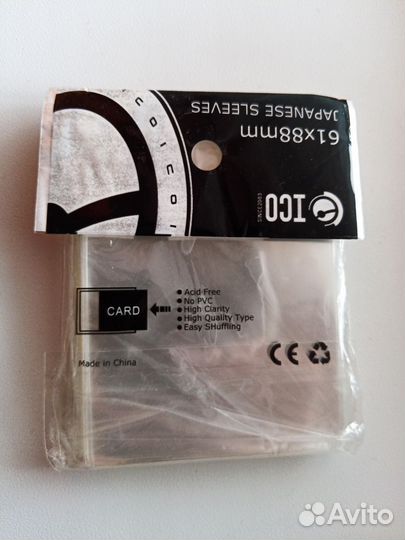 61x88mm
JAPANESE SLEEVES
ICO
SINCE2003
CARD
Acid Free
No PVC
High Clarity
High Quality Type
Easy SHuffling
Made in China
CE
Avito